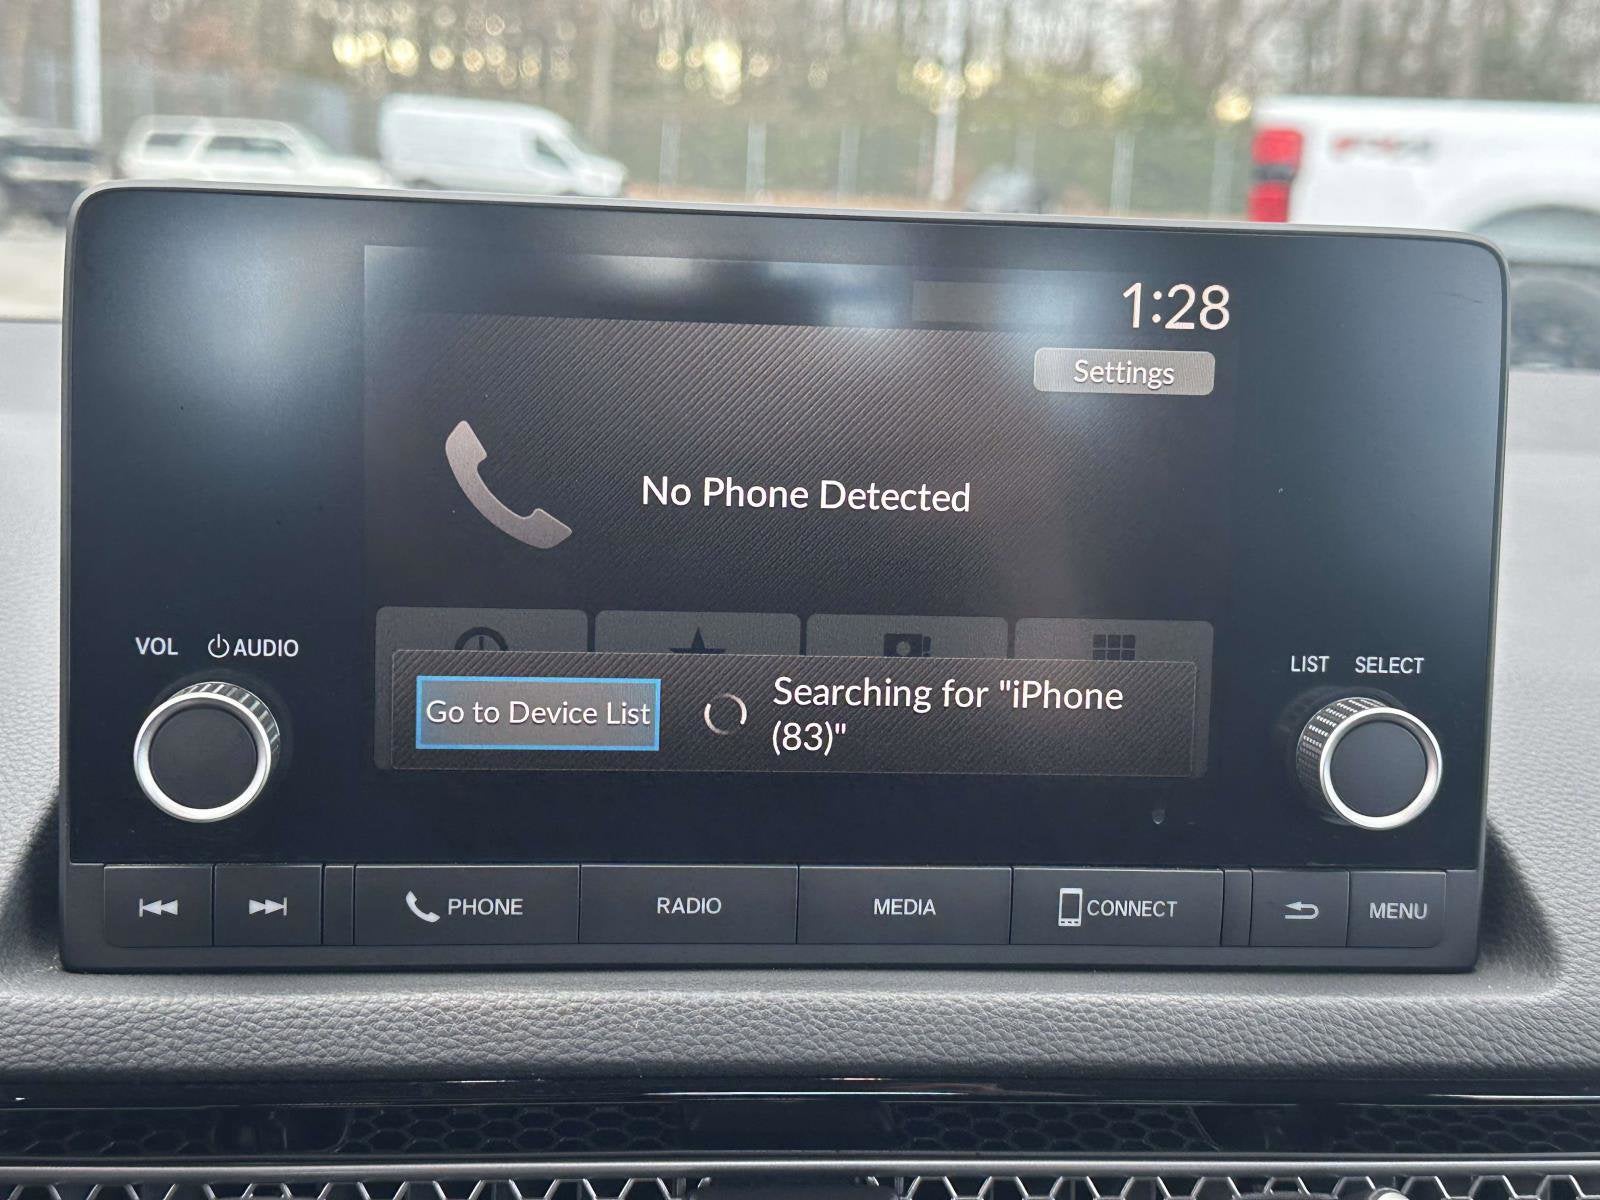 1:28
Settings
No Phone Detected
VOL AUDIO
LIST SELECT
Go to Device List
Searching for "iPhone
(83)"
PHONE
RADIO
MEDIA
CONNECT
MENU